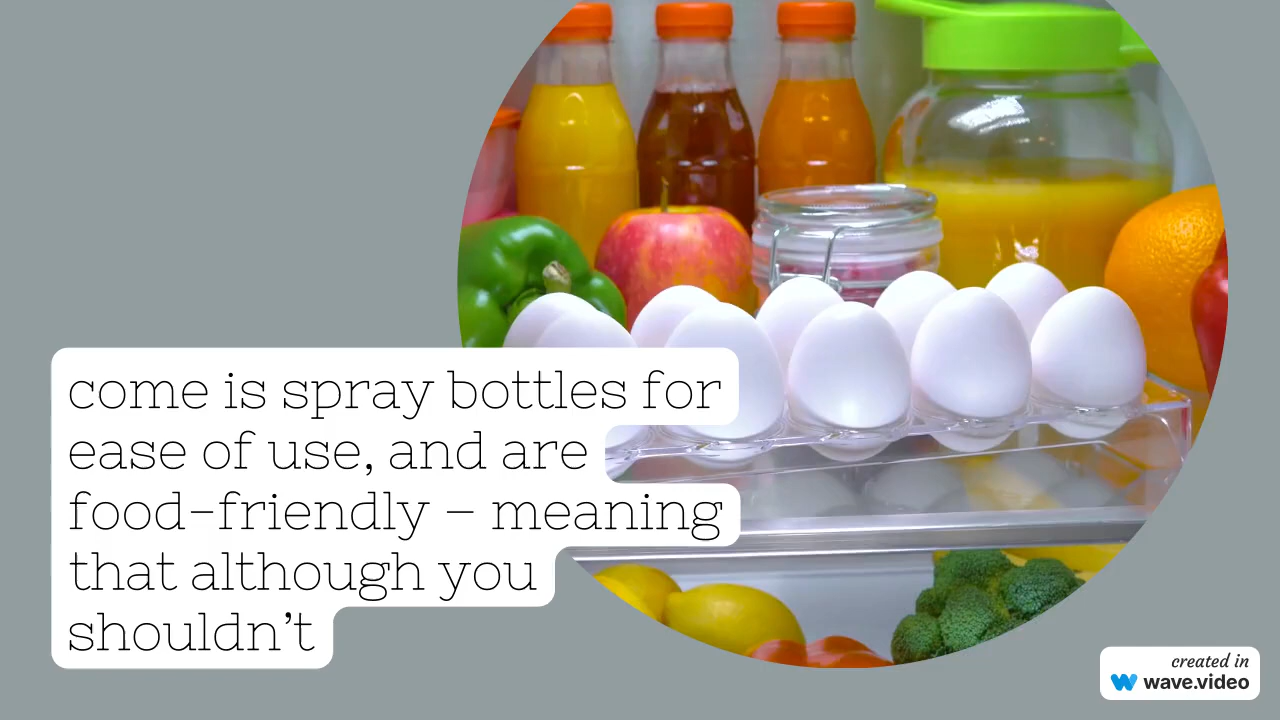 come is spray bottles for
ease of use, and are
food-friendly – meaning
that although you
shouldn’t
created in
wave.video